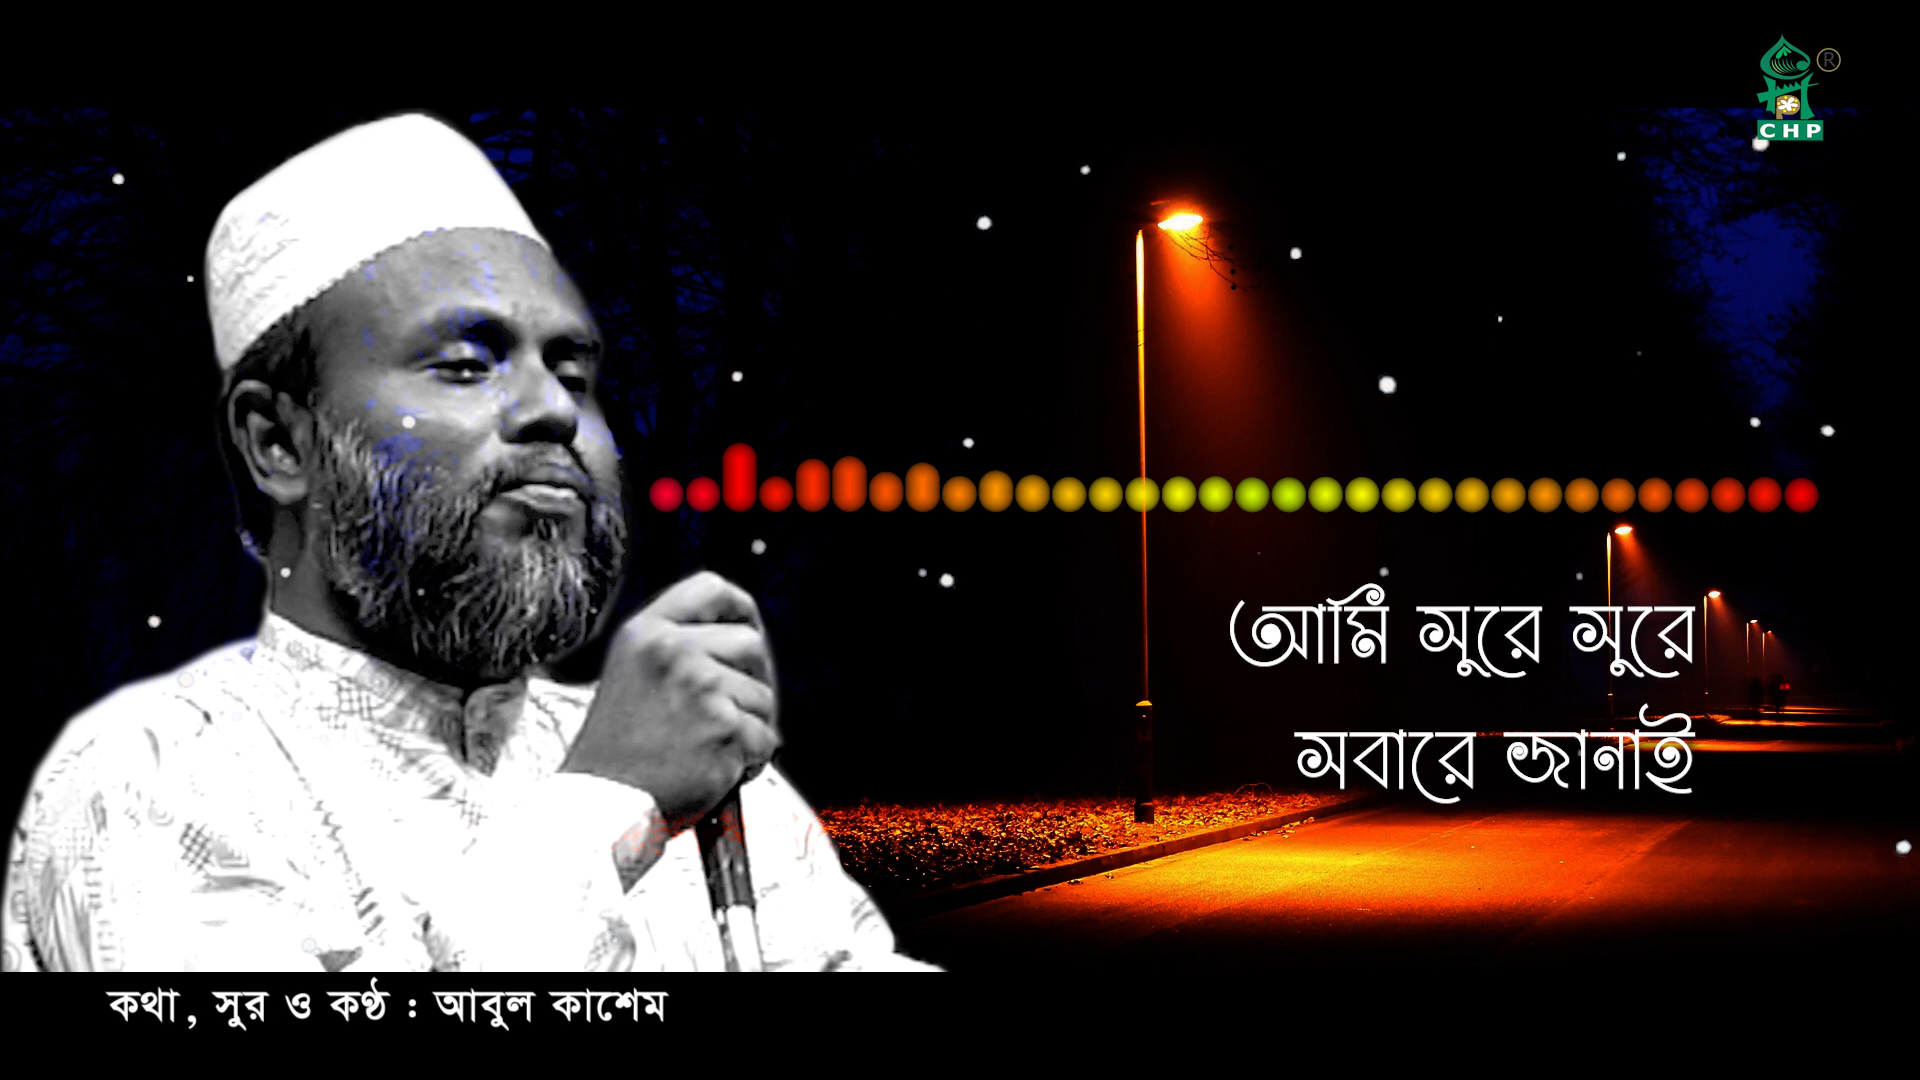 ®
CHP
আমি সুরে সুরে
সবারে জানাই
কথা, সুর ও কণ্ঠ : আবুল কাশেম